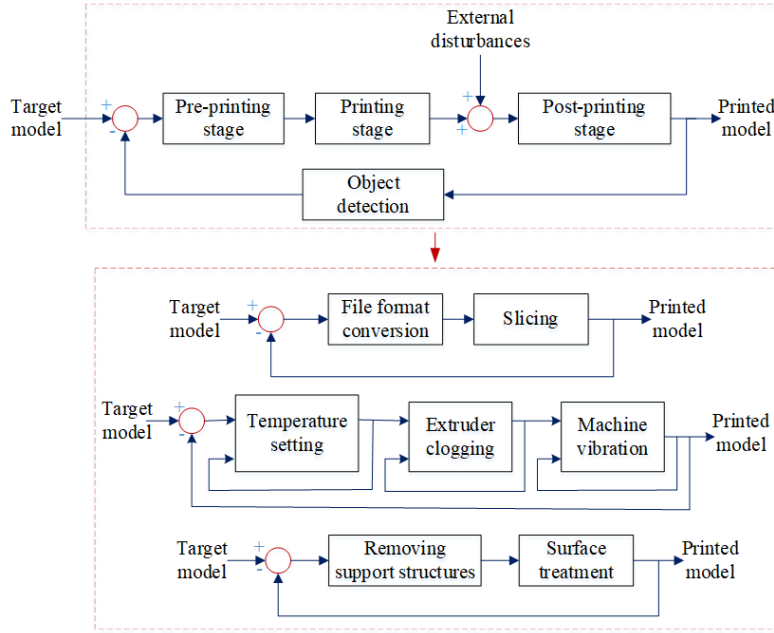 External
disturbances
Target
model
+
-
Pre-printing
stage
Printing
stage
+
+
Post-printing
stage
Printed
model
Object
detection
Target
model
+
-
File format
conversion
Slicing
Printed
model
Target
model
+
-
Temperature
setting
Extruder
clogging
Machine
vibration
Printed
model
Target
model
+
-
Removing
support structures
Surface
treatment
Printed
model